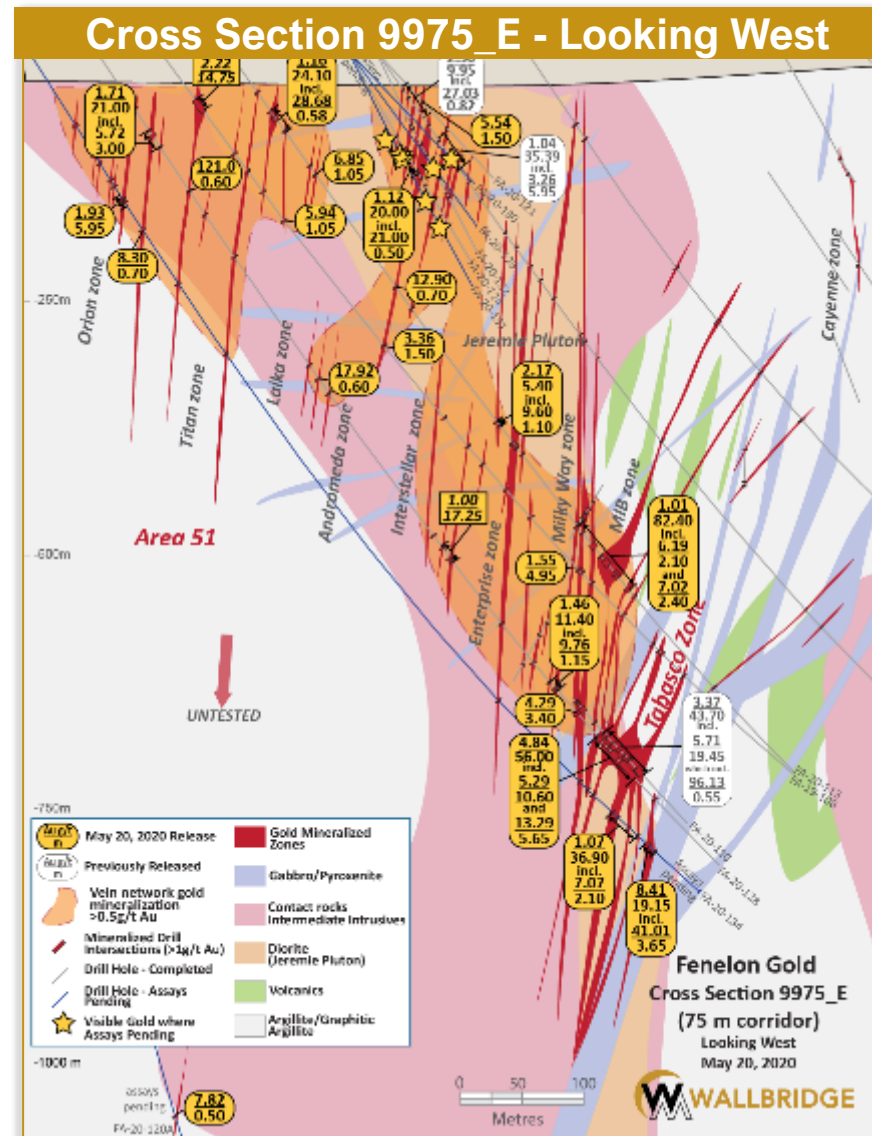 Cross Section 9975_E - Looking West
2.22
14.75
24.10
incl.
28.68
0.58
9.95
incl.
27.03
0.82
1.71
21.00
incl.
5.72
3.00
5.54
1.50
1.04
35.39
incl.
3.26
5.95
121.0
0.60
6.85
1.05
1.12
20.00
incl.
21.00
0.50
1.93
5.95
5.94
1.05
8.30
0.70
12.90
0.70
Orion zone
Titan zone
Laika zone
Andromeda zone
Interstellar zone
Enterprise zone
Milky Way zone
MIB zone
Cayenne zone
Tabasco Zone
Jeremie Pluton
3.36
1.50
17.92
0.60
2.17
5.40
incl.
9.60
1.10
1.00
17.25
Area 51
-600m
1.55
4.95
1.01
82.40
incl.
6.19
2.10
and
7.02
2.40
1.46
11.40
incl.
9.76
1.15
UNTESTED
4.29
3.40
3.37
43.70
incl.
5.71
19.45
which incl.
96.13
0.55
4.84
56.00
incl.
5.29
10.60
and
13.29
5.65
-750m
1.07
36.90
incl.
7.07
2.10
8.41
19.15
incl.
41.01
3.65
Au g/t
m
May 20, 2020 Release
Au g/t
m
Previously Released
Vein network gold
mineralization
>0.5g/t Au
Mineralized Drill
Intersections (>1g/t Au)
Drill Hole - Completed
Drill Hole - Assays
Pending
Visible Gold where
Assays Pending
Gold Mineralized
Zones
Gabbro/Pyroxenite
Contact rocks
Intermediate Intrusives
Diorite
(Jeremie Pluton)
Volcanics
Argillite/Graphitic
Argillite
assays
pending
FA-20-134
Fenelon Gold
Cross Section 9975_E
(75 m corridor)
Looking West
May 20, 2020
-1000 m
0 50 100
Metres
WALLBRIDGE
assays
pending
7.82
0.50
FA-20-120A